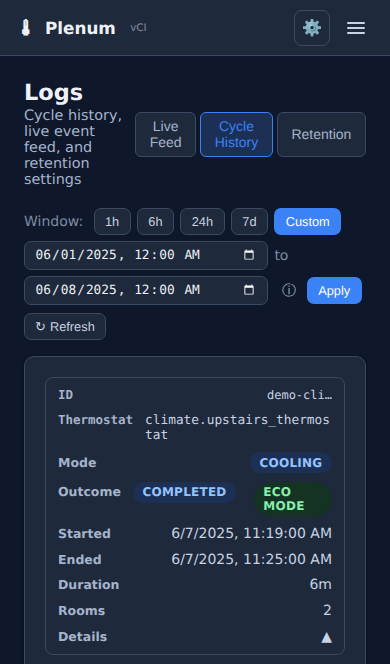 Plenum vCI
Logs
Cycle history,
live event
feed, and
retention
settings
Live
Feed
Cycle
History
Retention
Window: 1h 6h 24h 7d Custom
06/01/2025, 12:00 AM to
06/08/2025, 12:00 AM ⓘ Apply
↻ Refresh
ID demo-cli…
Thermostat climate.upstairs_thermos
tat
Mode COOLING
Outcome COMPLETED ECO
MODE
Started 6/7/2025, 11:19:00 AM
Ended 6/7/2025, 11:25:00 AM
Duration 6m
Rooms 2
Details ▲